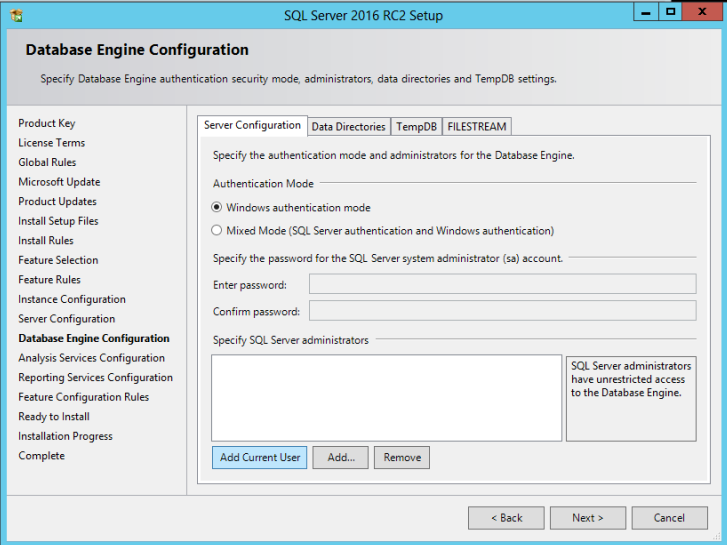 SQL Server 2016 RC2 Setup
Database Engine Configuration
Specify Database Engine authentication security mode, administrators, data directories and TempDB settings.
Product Key
License Terms
Global Rules
Microsoft Update
Product Updates
Install Setup Files
Install Rules
Feature Selection
Feature Rules
Instance Configuration
Server Configuration
Database Engine Configuration
Analysis Services Configuration
Reporting Services Configuration
Feature Configuration Rules
Ready to Install
Installation Progress
Complete
Server Configuration Data Directories TempDB FILESTREAM
Specify the authentication mode and administrators for the Database Engine.
Authentication Mode
Windows authentication mode
Mixed Mode (SQL Server authentication and Windows authentication)
Specify the password for the SQL Server system administrator (sa) account.
Enter password:
Confirm password:
Specify SQL Server administrators
SQL Server administrators
have unrestricted access
to the Database Engine.
Add Current User Add... Remove
< Back Next > Cancel